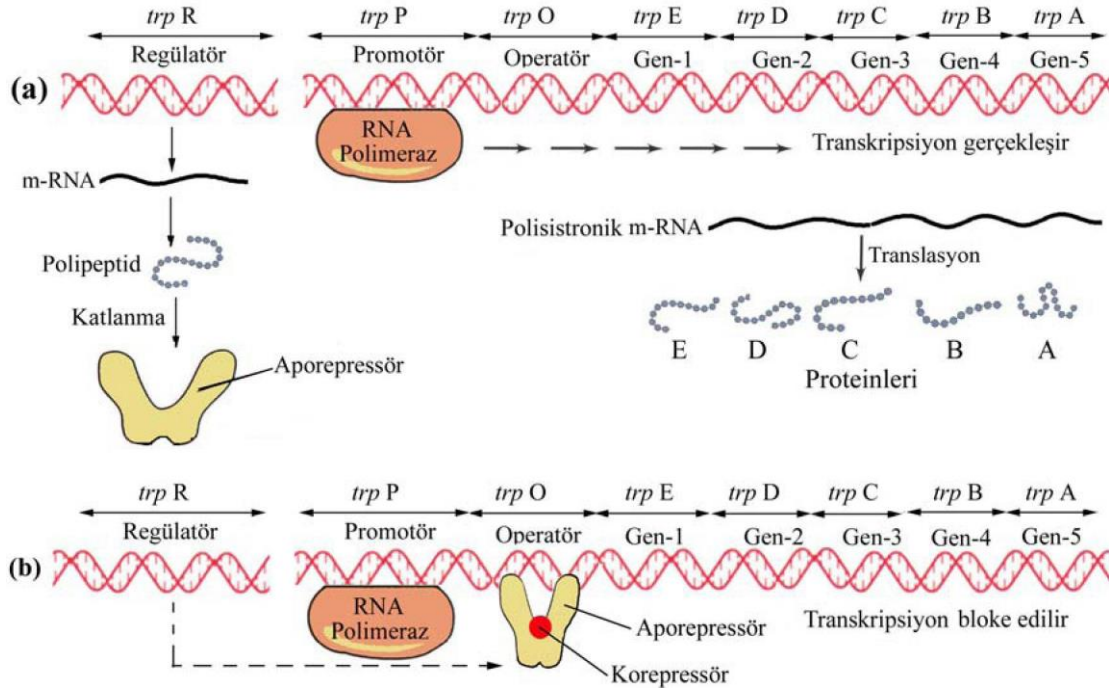 trp R trp P trp O trp E trp D trp C trp B trp A
Regülatör Promotör Operatör Gen-1 Gen-2 Gen-3 Gen-4 Gen-5
(a)
RNA
Polimeraz
Transkripsiyon gerçekleşir
m-RNA
Polisistronik m-RNA
Translasyon
Polipeptid
Katlanma
E D C B A
Proteinleri
Aporepressör
trp R trp P trp O trp E trp D trp C trp B trp A
Regülatör Promotör Operatör Gen-1 Gen-2 Gen-3 Gen-4 Gen-5
(b)
RNA
Polimeraz
Aporepressör
Transkripsiyon bloke edilir
Korepressör